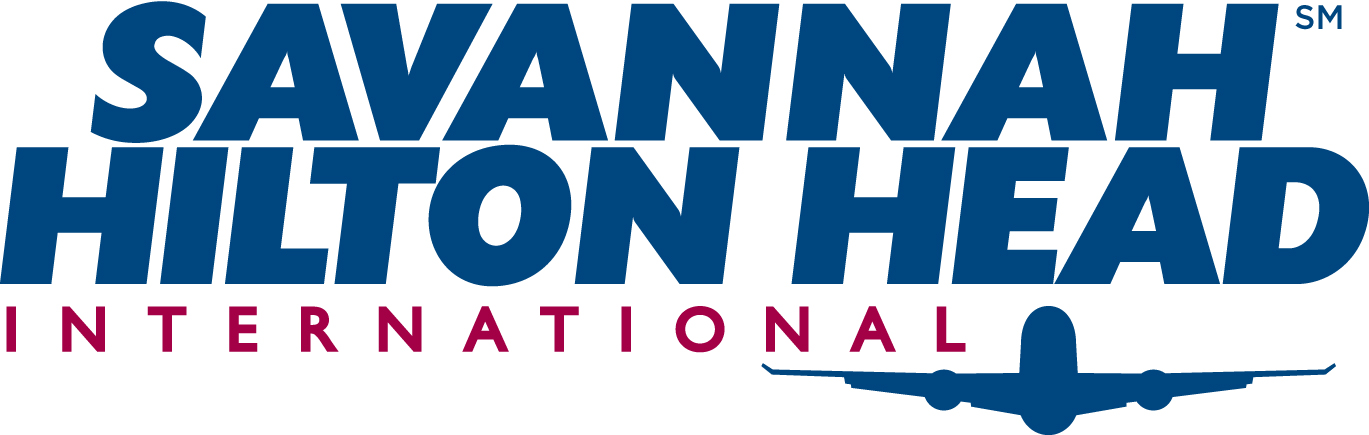 SAVANNAH SM
HILTON HEAD
INTERNATIONAL